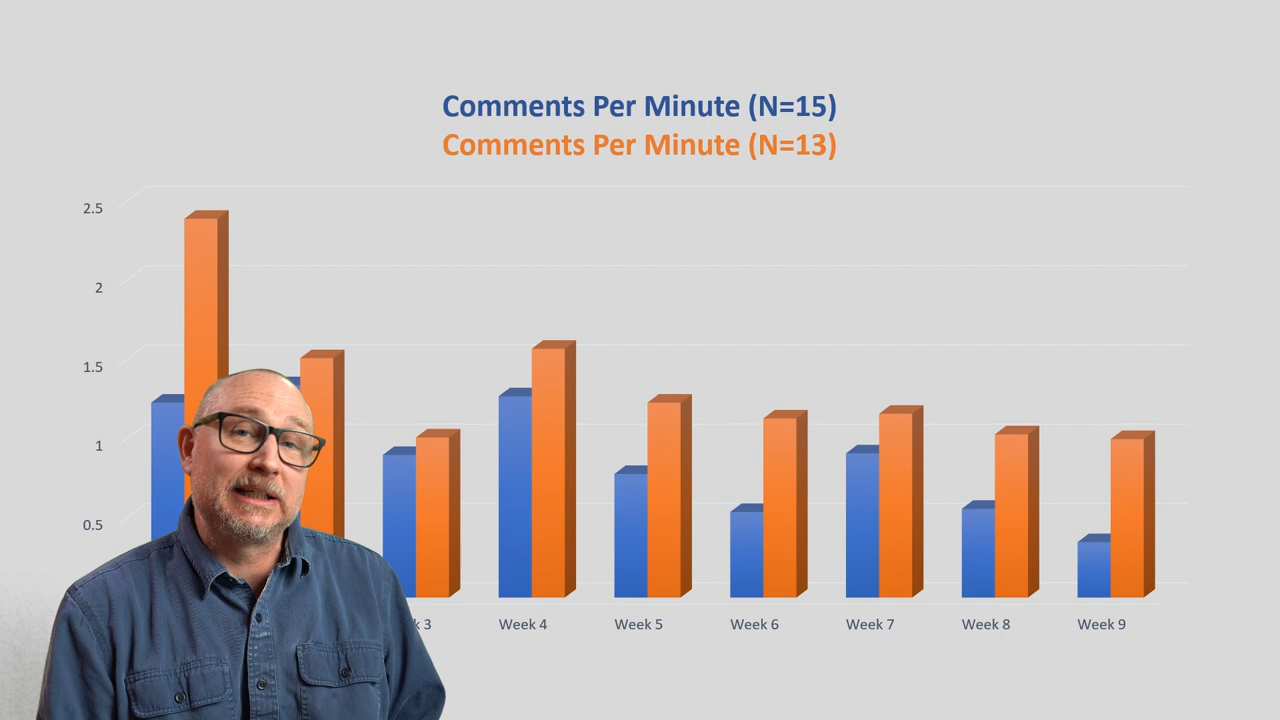 Comments Per Minute (N=15)
Comments Per Minute (N=13)
2.5
2
1.5
1
0.5
3
Week 4
Week 5
Week 6
Week 7
Week 8
Week 9